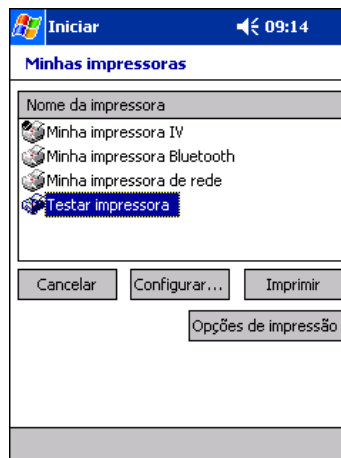 Iniciar 09:14
Minhas impressoras
Nome da impressora
Minha impressora IV
Minha impressora Bluetooth
Minha impressora de rede
Testar impressora
Cancelar Configurar... Imprimir
Opções de impressão